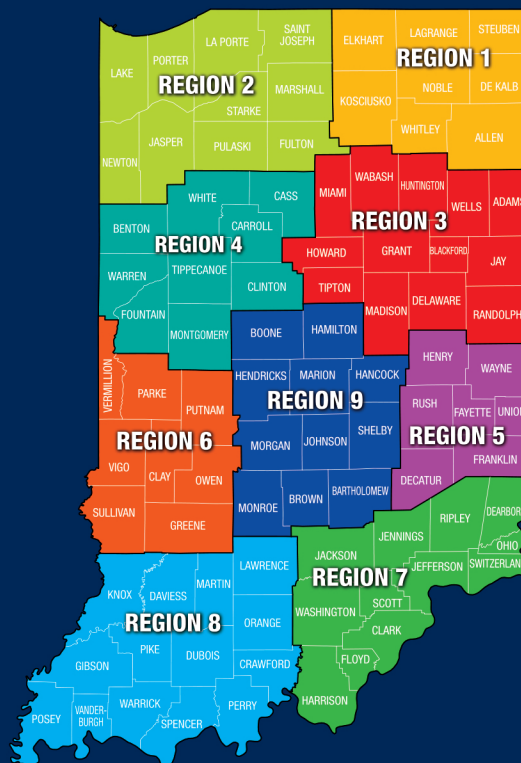 SAINT
JOSEPH
LA PORTE
PORTER
LAKE
REGION 2
MARSHALL
STARKE
JASPER
PULASKI
FULTON
NEWTON
ELKHART
LAGRANGE
STEUBEN
REGION 1
NOBLE
DE KALB
KOSCIUSKO
WHITLEY
ALLEN
WABASH
MIAMI
HUNTINGTON
WELLS
ADAMS
REGION 3
HOWARD
GRANT
BLACKFORD
JAY
TIPTON
MADISON
DELAWARE
RANDOLPH
WHITE
CASS
CARROLL
BENTON
REGION 4
TIPPECANOE
WARREN
CLINTON
FOUNTAIN
MONTGOMERY
BOONE
HAMILTON
HENDRICKS
MARION
HANCOCK
REGION 9
SHELBY
MORGAN
JOHNSON
BARTHOLOMEW
BROWN
MONROE
HENRY
WAYNE
RUSH
FAYETTE
UNION
REGION 5
FRANKLIN
DECATUR
VERMILLION
PARKE
PUTNAM
REGION 6
VIGO
CLAY
OWEN
SULLIVAN
GREENE
LAWRENCE
MARTIN
KNOX
DAVIESS
REGION 8
ORANGE
PIKE
DUBOIS
GIBSON
CRAWFORD
WARRICK
PERRY
POSEY
VANDER-
BURGH
SPENCER
DEARBOR
RIPLEY
JENNINGS
OHIO
JACKSON
JEFFERSON
SWITZERLAN
REGION 7
WASHINGTON
SCOTT
CLARK
FLOYD
HARRISON